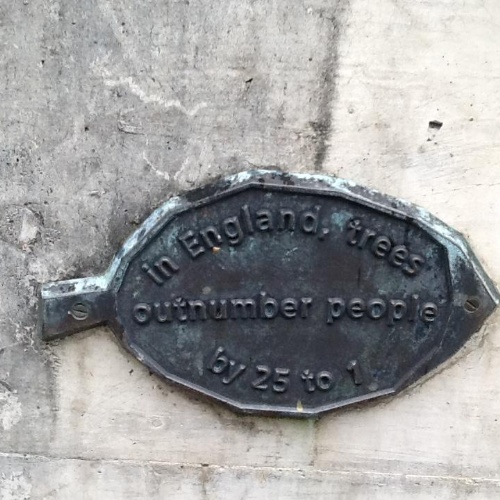 in England, trees
outnumber people
by 25 to 1